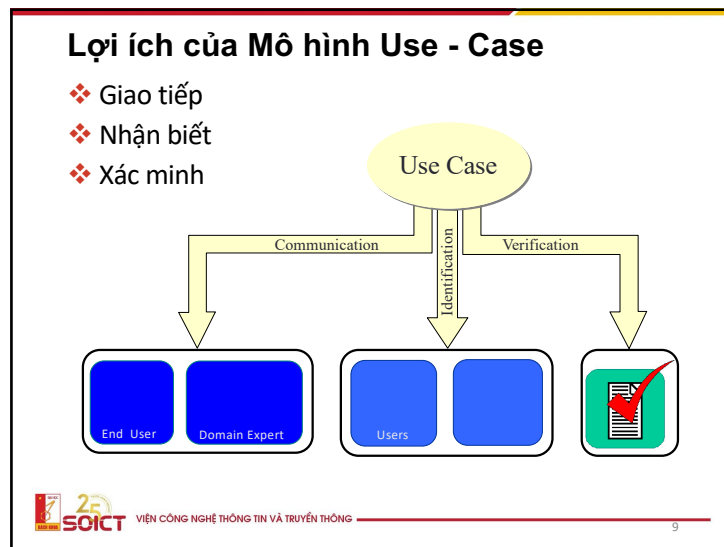 Lợi ích của Mô hình Use - Case
Giao tiếp
Nhận biết
Xác minh
Use Case
Communication
Identification
Verification
End User
Domain Expert
Users
25
SOICT
VIỆN CÔNG NGHỆ THÔNG TIN VÀ TRUYỀN THÔNG
9